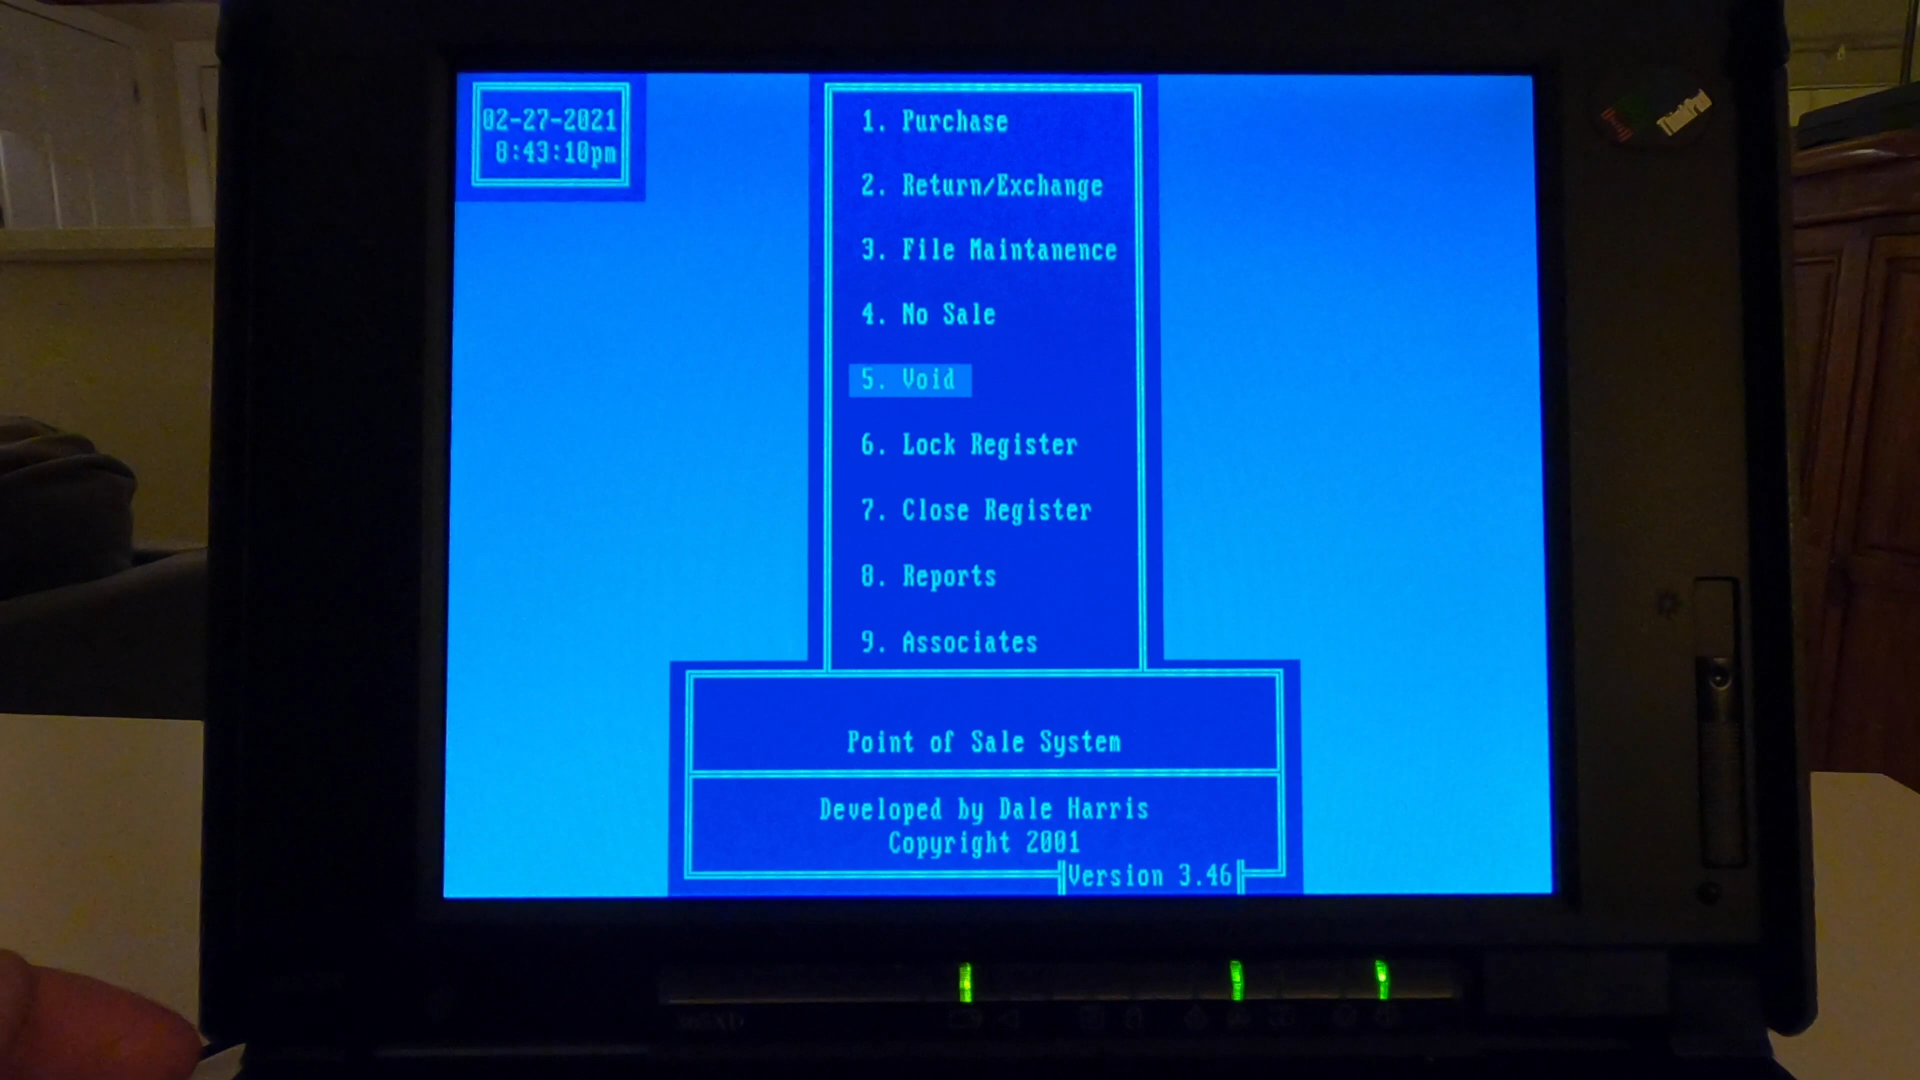 02-27-2021
8:43:10pm
1. Purchase
2. Return/Exchange
3. File Maintanence
4. No Sale
5. Void
6. Lock Register
7. Close Register
8. Reports
9. Associates
Point of Sale System
Developed by Dale Harris
Copyright 2001
Version 3.46
ThinkPad